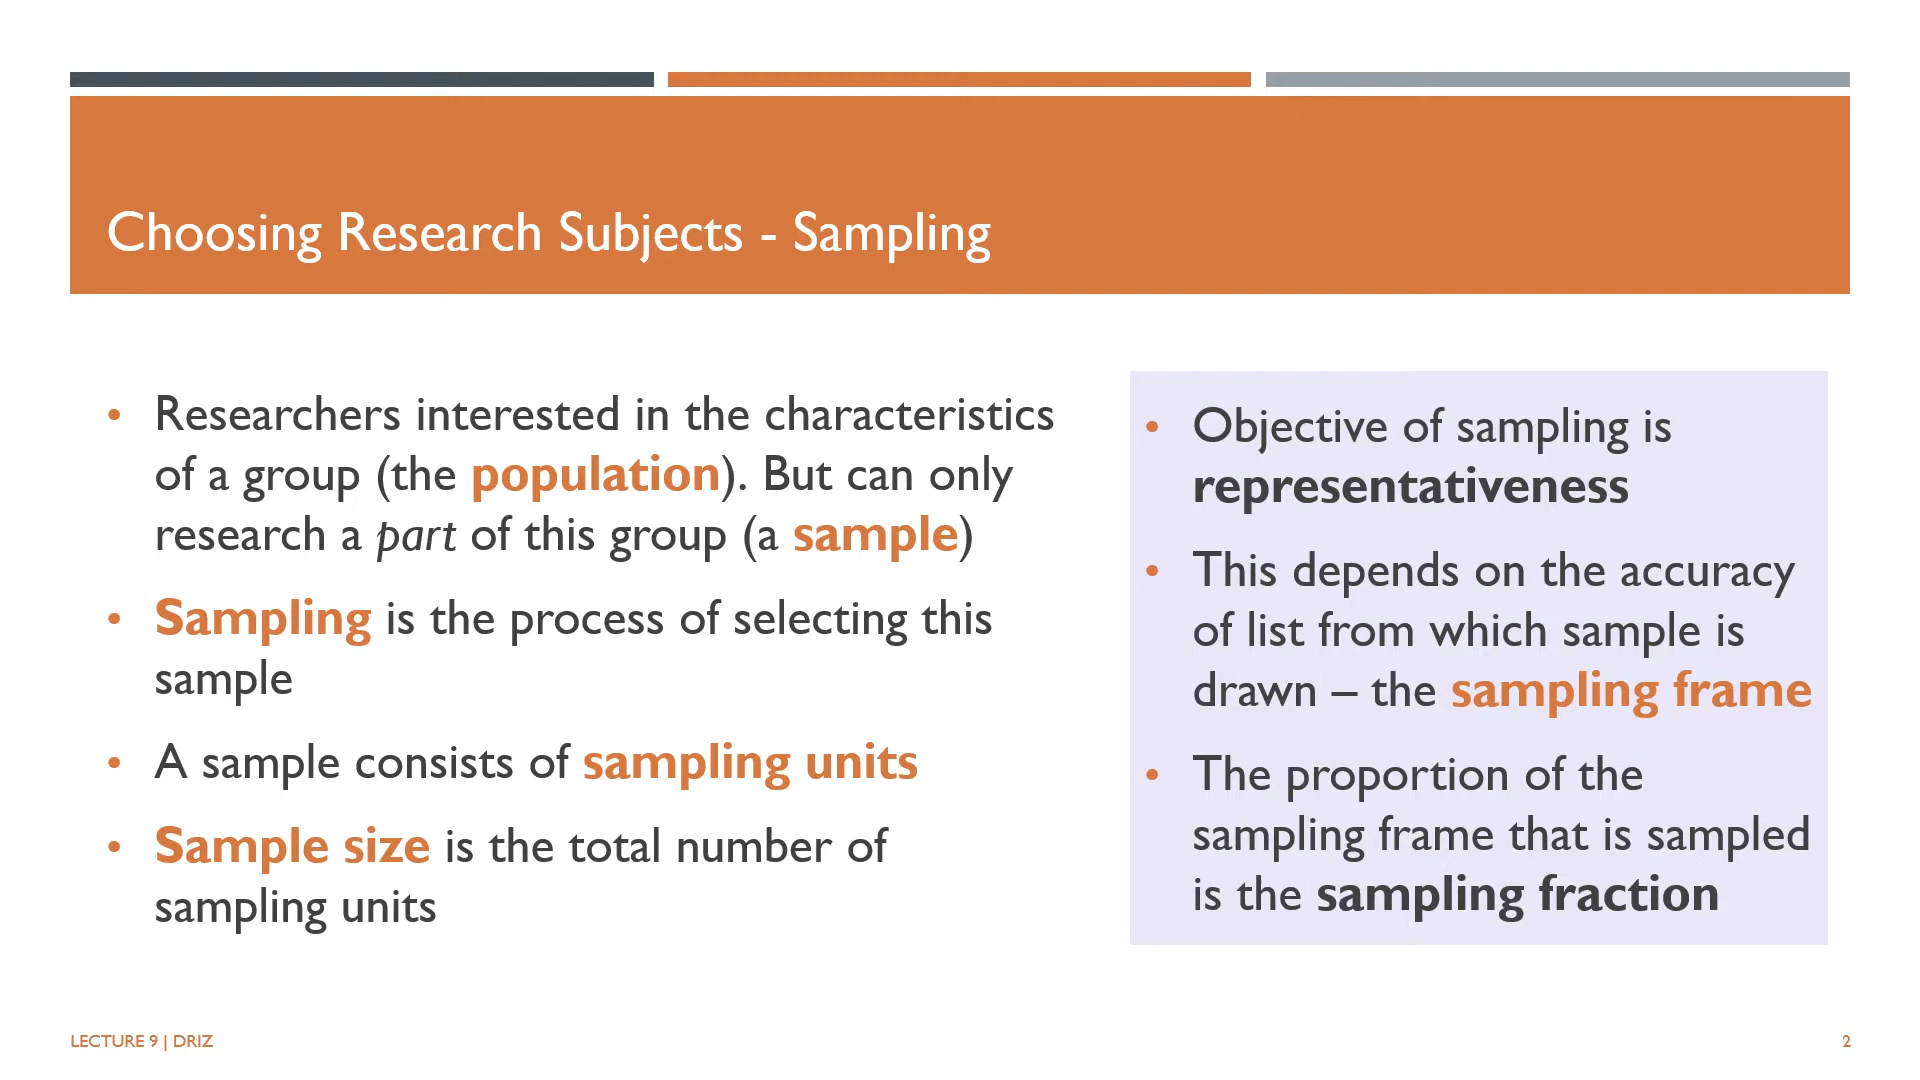 Choosing Research Subjects - Sampling
• Researchers interested in the characteristics
of a group (the population). But can only
research a part of this group (a sample)
• Sampling is the process of selecting this
sample
• A sample consists of sampling units
• Sample size is the total number of
sampling units
• Objective of sampling is
representativeness
• This depends on the accuracy
of list from which sample is
drawn – the sampling frame
• The proportion of the
sampling frame that is sampled
is the sampling fraction
LECTURE 9 | DRIZ
2